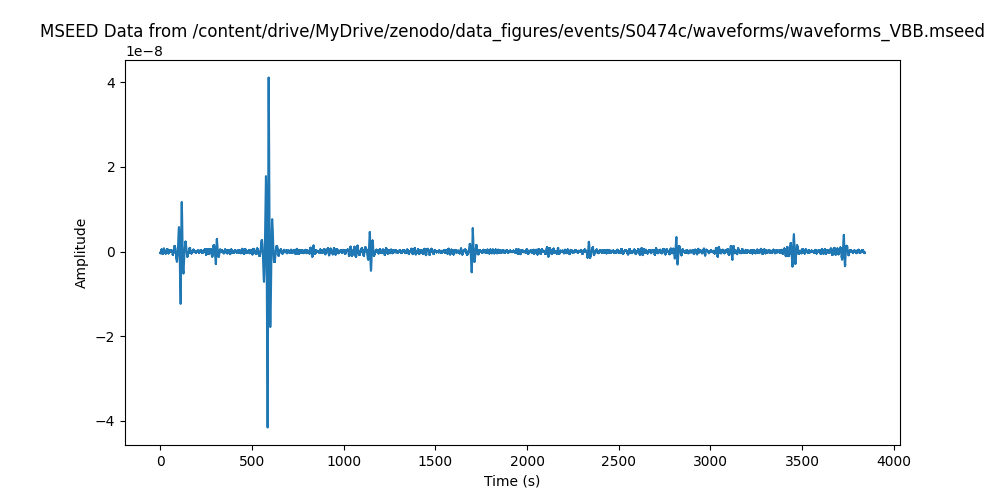 MSEED Data from /content/drive/MyDrive/zenodo/data_figures/events/S0474c/waveforms/waveforms_VBB.mseed
1e−8
4
2
0
−2
−4
Amplitude
0 500 1000 1500 2000 2500 3000 3500 4000
Time (s)